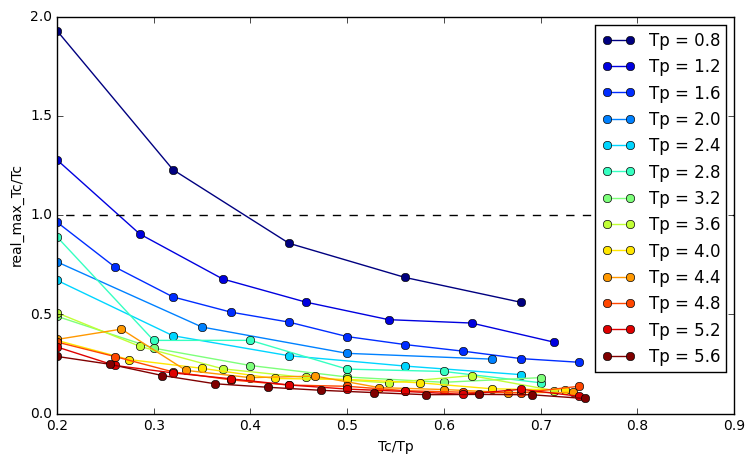 2.0
1.5
1.0
0.5
0.0
real_max_Tc/Tc
0.2 0.3 0.4 0.5 0.6 0.7 0.8 0.9
Tc/Tp
Tp = 0.8
Tp = 1.2
Tp = 1.6
Tp = 2.0
Tp = 2.4
Tp = 2.8
Tp = 3.2
Tp = 3.6
Tp = 4.0
Tp = 4.4
Tp = 4.8
Tp = 5.2
Tp = 5.6